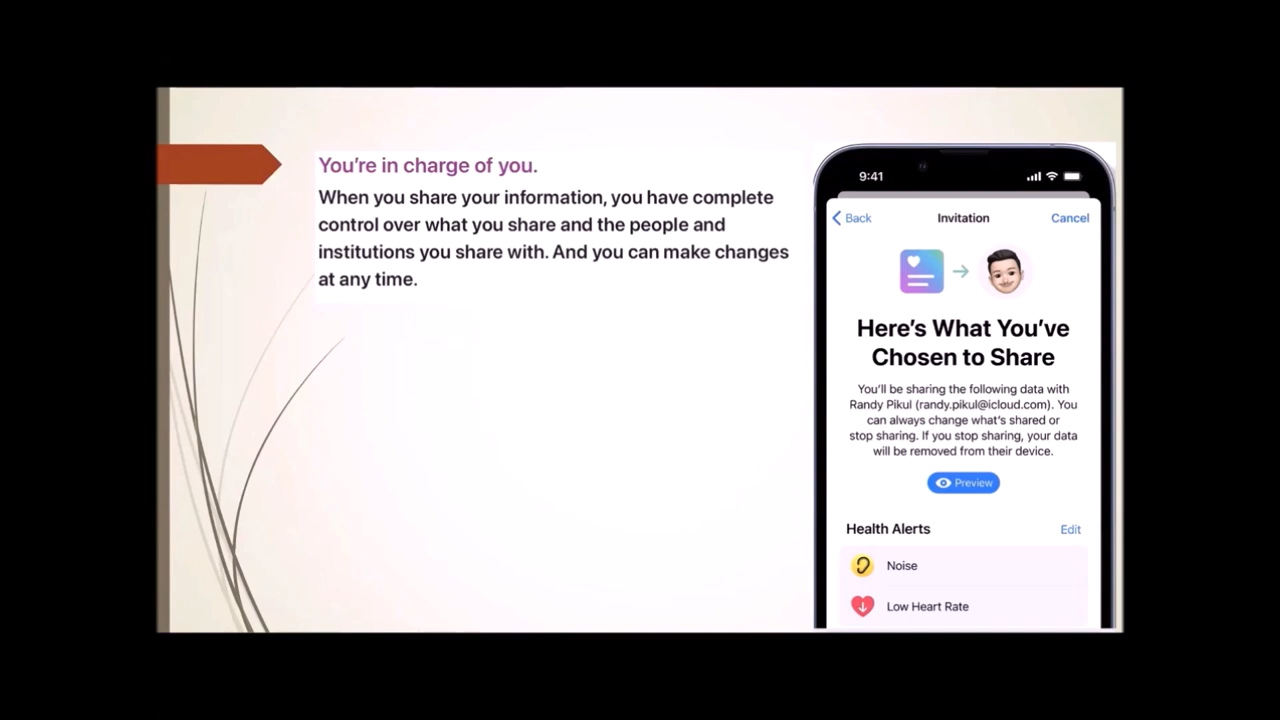 You're in charge of you.
When you share your information, you have complete
control over what you share and the people and
institutions you share with. And you can make changes
at any time.
9:41
Back
Invitation
Cancel
Here's What You've
Chosen to Share
You'll be sharing the following data with
Randy Pikul (randy.pikul@icloud.com). You
can always change what's shared or
stop sharing. If you stop sharing, your data
will be removed from their device.
Preview
Health Alerts
Edit
Noise
Low Heart Rate